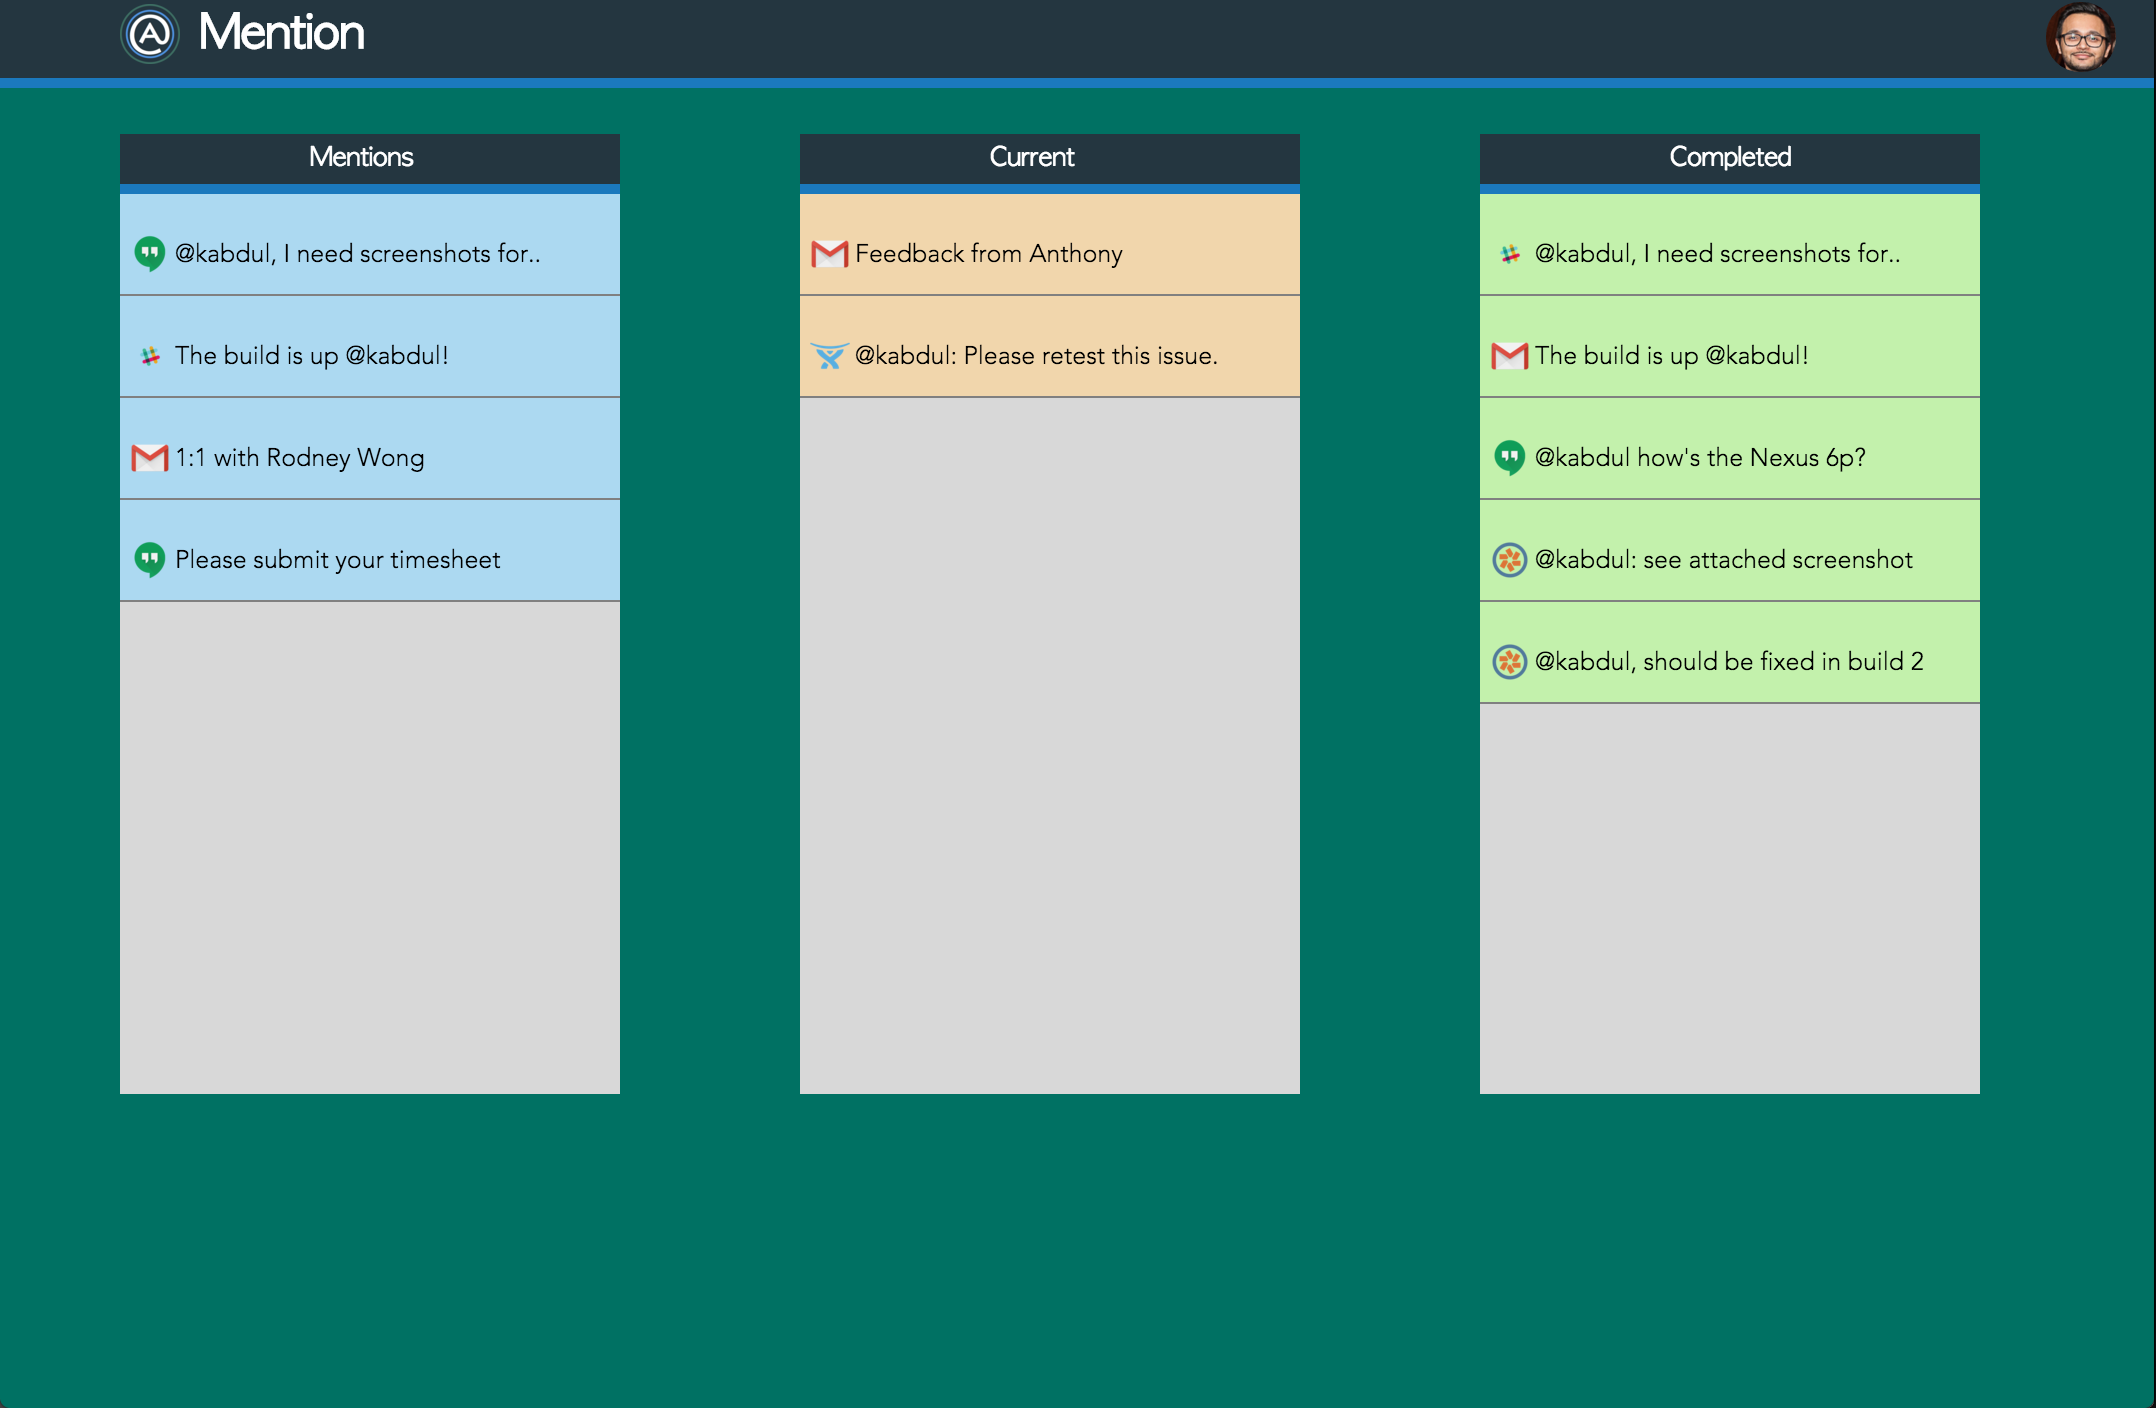 Mention
Mentions
@kabdul, I need screenshots for..
The build is up @kabdul!
1:1 with Rodney Wong
Please submit your timesheet
Current
Feedback from Anthony
@kabdul: Please retest this issue.
Completed
@kabdul, I need screenshots for..
The build is up @kabdul!
@kabdul how's the Nexus 6p?
@kabdul: see attached screenshot
@kabdul, should be fixed in build 2